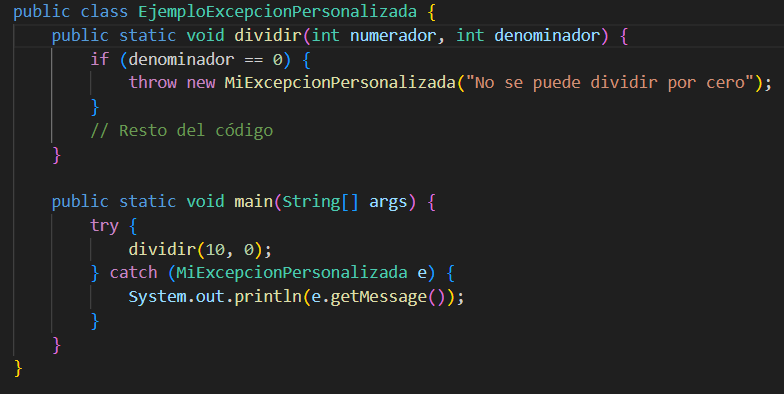 public class EjemploExcepcionPersonalizada {
    public static void dividir(int numerador, int denominador) {
        if (denominador == 0) {
            throw new MiExcepcionPersonalizada("No se puede dividir por cero");
        }
        // Resto del código
    }

    public static void main(String[] args) {
        try {
            dividir(10, 0);
        } catch (MiExcepcionPersonalizada e) {
            System.out.println(e.getMessage());
        }
    }
}